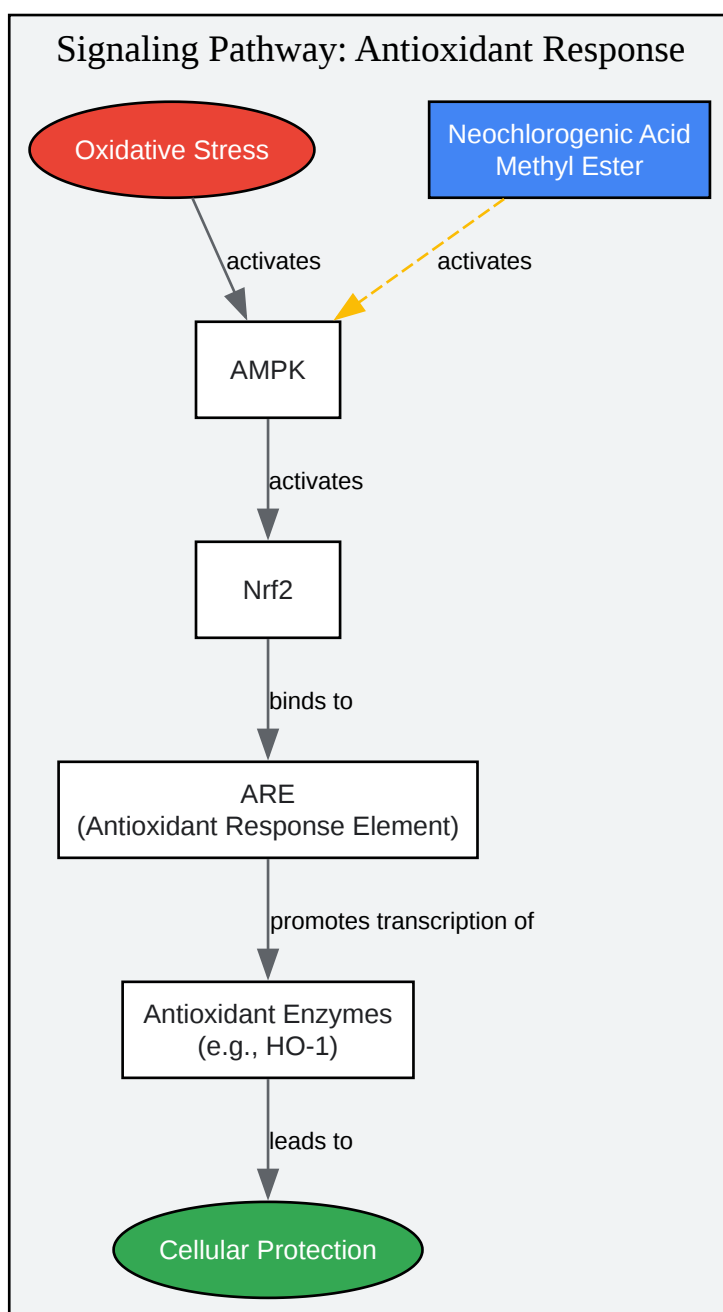 Signaling Pathway: Antioxidant Response
Oxidative Stress
Neochlorogenic Acid
Methyl Ester
activates
activates
AMPK
activates
Nrf2
binds to
ARE
(Antioxidant Response Element)
promotes transcription of
Antioxidant Enzymes
(e.g., HO-1)
leads to
Cellular Protection